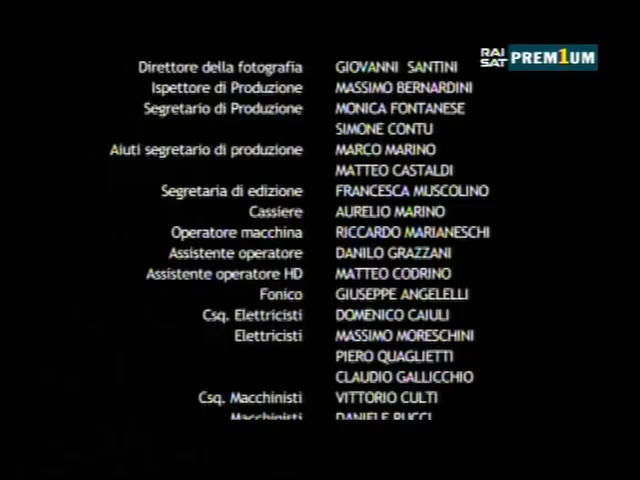 RAI
SAT PREM1UM
Direttore della fotografia GIOVANNI SANTINI
Ispettore di Produzione MASSIMO BERNARDINI
Segretario di Produzione MONICA FONTANESE
SIMONE CONTU
Aiuti segretario di produzione MARCO MARINO
MATTEO CASTALDI
Segretaria di edizione FRANCESCA MUSCOLINO
Cassiere AURELIO MARINO
Operatore macchina RICCARDO MARIANESCHI
Assistente operatore DANILO GRAZZANI
Assistente operatore HD MATTEO CODRINO
Fonico GIUSEPPE ANGELELLI
Csq. Elettricisti DOMENICO CAIULI
Elettricisti MASSIMO MORESCHINI
PIERO QUAGLIETTI
CLAUDIO GALLICCHIO
Csq. Macchinisti VITTORIO CULTI
Macchinisti DANIELE